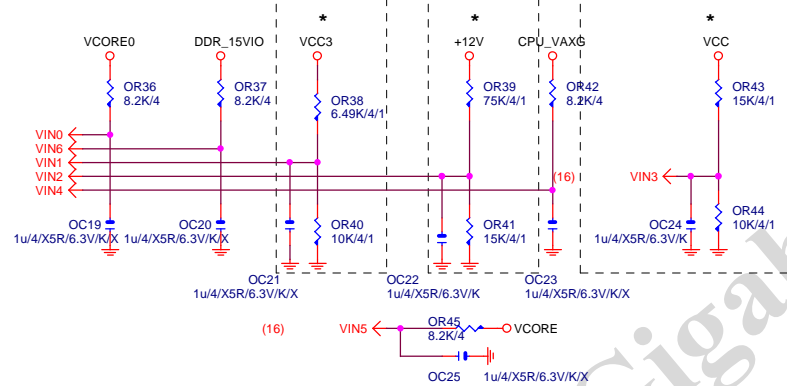 * * *
VCORE0 DDR_15VIO VCC3 +12V CPU_VAXG VCC
OR36 8.2K/4
OR37 8.2K/4
OR38 6.49K/4/1
OR39 75K/4/1
OR42 8.2K/4
OR43 15K/4/1
VIN0
VIN6
VIN1
VIN2 (16) VIN3
VIN4
OC19 1u/4/X5R/6.3V/K/X
OC20 1u/4/X5R/6.3V/K/X
OR40 10K/4/1
OR41 15K/4/1
OC24 1u/4/X5R/6.3V/K
OR44 10K/4/1
OC21 1u/4/X5R/6.3V/K/X
OC22 1u/4/X5R/6.3V/K
OC23 1u/4/X5R/6.3V/K/X
(16) VIN5 OR45 8.2K/4 VCORE
OC25 1u/4/X5R/6.3V/K/X
Gigab